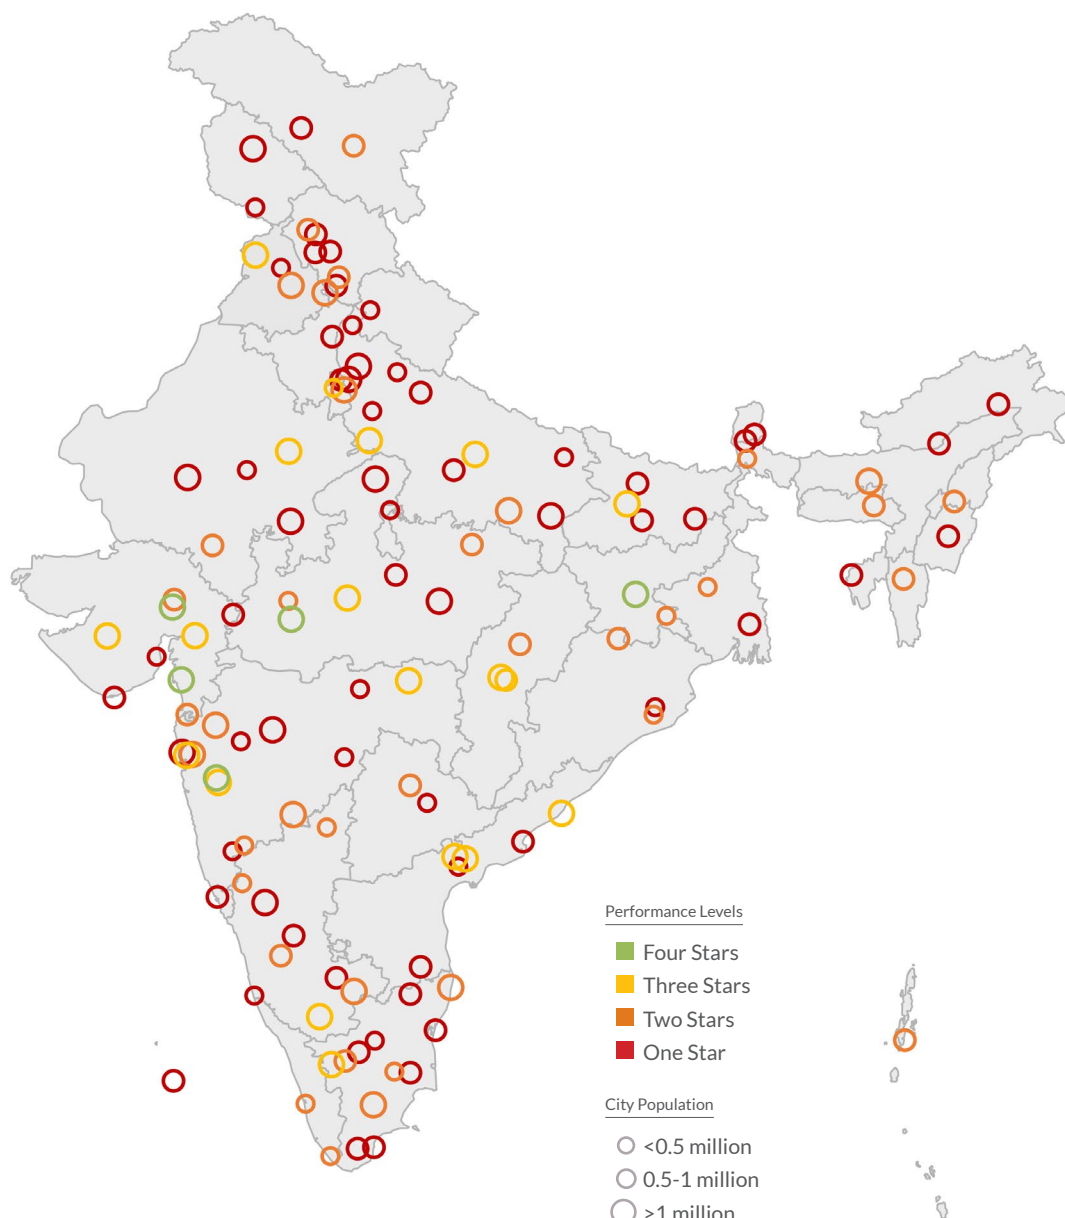 Performance Levels
Four Stars
Three Stars
Two Stars
One Star
City Population
<0.5 million
0.5-1 million
>1 million